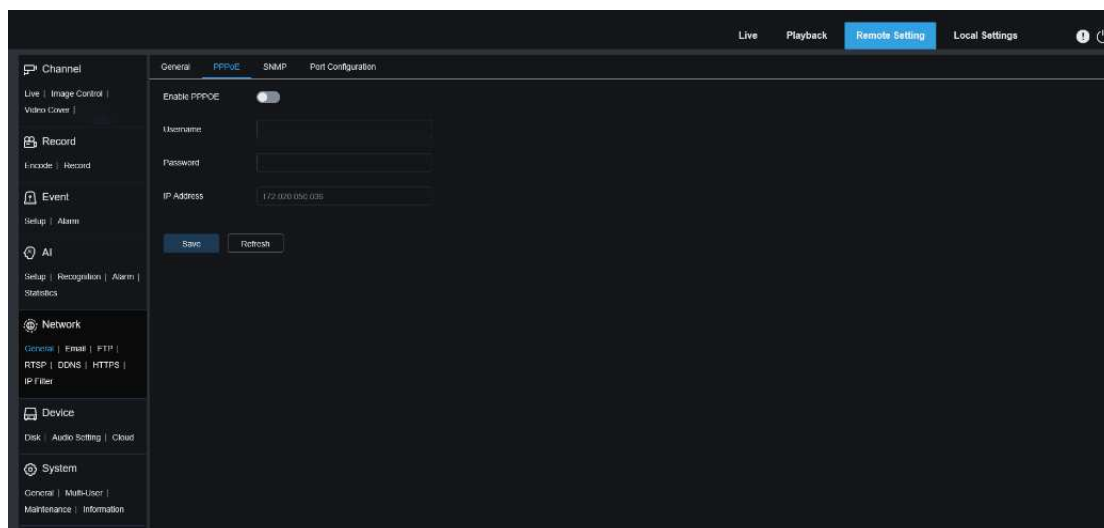 Live Playback Remote Setting Local Settings
Channel
Live | Image Control |
Video Cover |
Record
Encode | Record
Event
Setup | Alarm
AI
Setup | Recognition | Alarm |
Statistics
Network
General | Email | FTP |
RTSP | DDNS | HTTPS |
IP Filter
Device
Disk | Audio Setting | Cloud
System
General | Multi-User |
Maintenance | Information
General PPPoE SNMP Port Configuration
Enable PPPOE
Username
Password
IP Address 172.020.050.036
Save Refresh